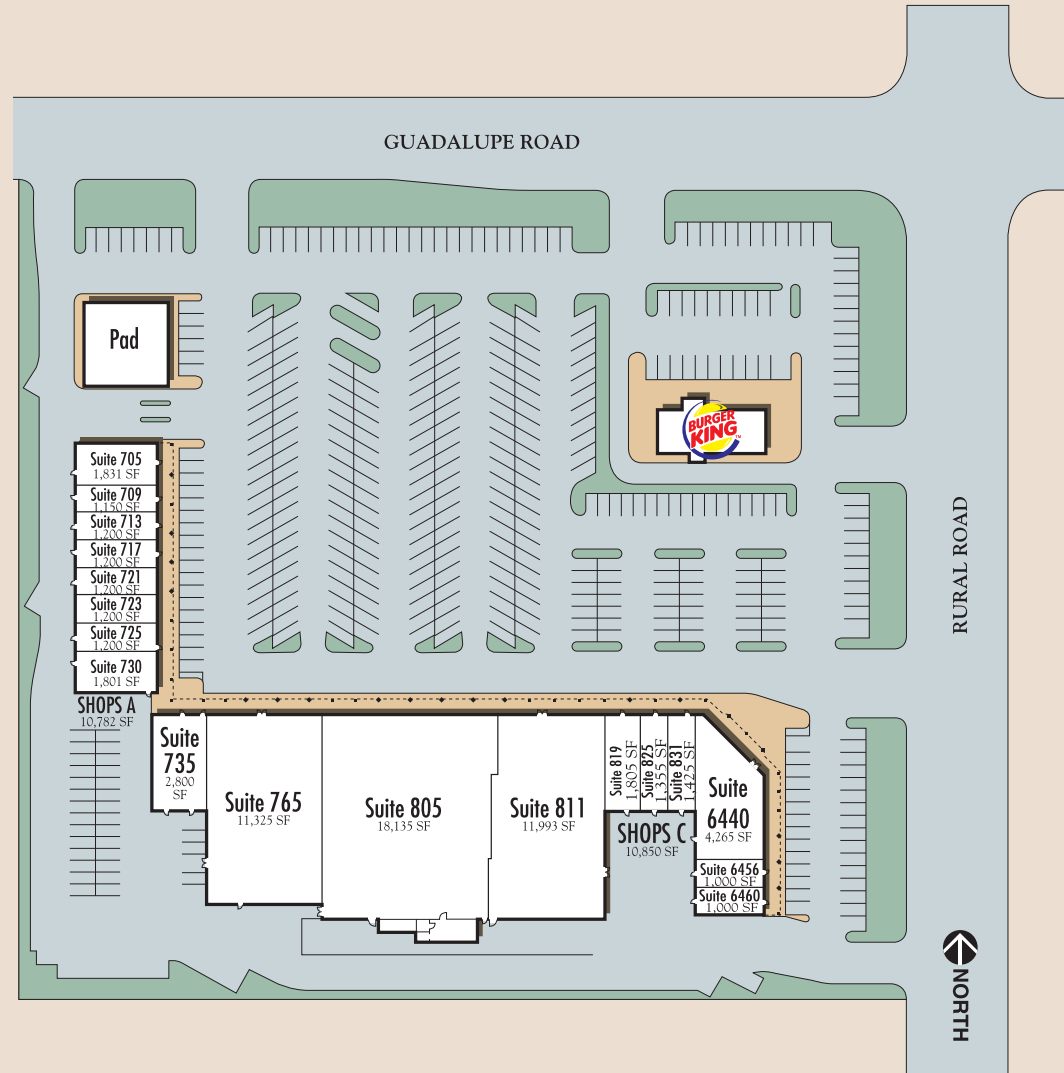 GUADALUPE ROAD
RURAL ROAD
Pad
BURGER
KING
TM
Suite 705
1,831 SF
Suite 709
1,150 SF
Suite 713
1,200 SF
Suite 717
1,200 SF
Suite 721
1,200 SF
Suite 723
1,200 SF
Suite 725
1,200 SF
Suite 730
1,801 SF
SHOPS A
10,782 SF
Suite
735
2,800
SF
Suite 765
11,325 SF
Suite 805
18,135 SF
Suite 811
11,993 SF
Suite 819
1,805 SF
Suite 825
1,355 SF
Suite 831
1,425 SF
SHOPS C
10,850 SF
Suite
6440
4,265 SF
Suite 6456
1,000 SF
Suite 6460
1,000 SF
NORTH